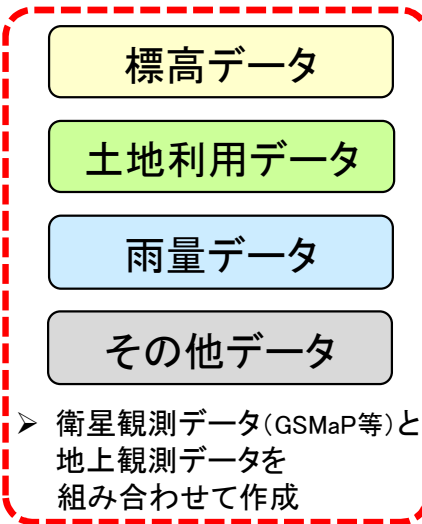 標高データ
土地利用データ
雨量データ
その他データ
➢ 衛星観測データ(GSMaP等)と
地上観測データを
組み合わせて作成